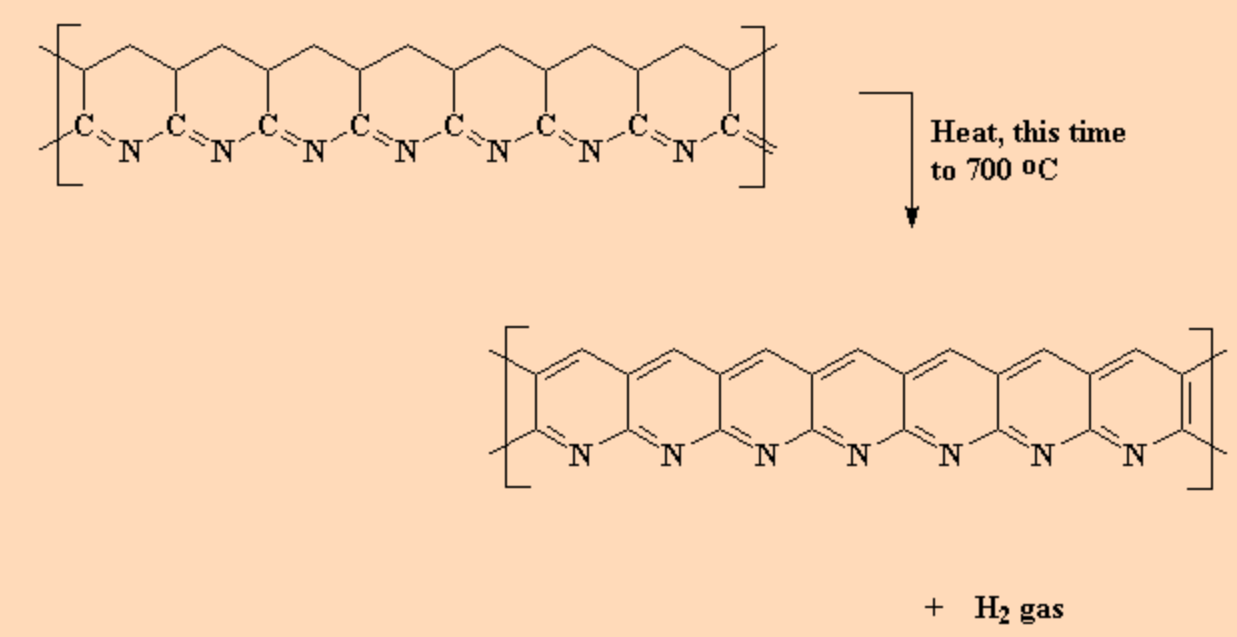 C C C C C C C C
N N N N N N N
Heat, this time
to 700 ºC
N N N N N N N
+ H₂ gas